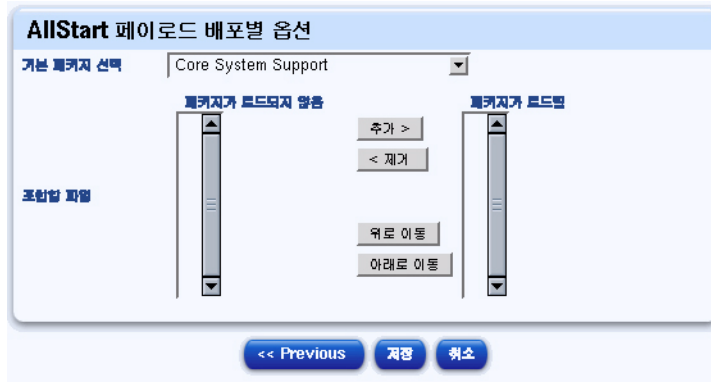 AllStart 페이로드 배포별 옵션
기본 패키지 선택
Core System Support
패키지가 로드되지 않음
패키지가 로드됨
추가 >
< 제거
조합할 파일
위로 이동
아래로 이동
<< Previous
저장
취소